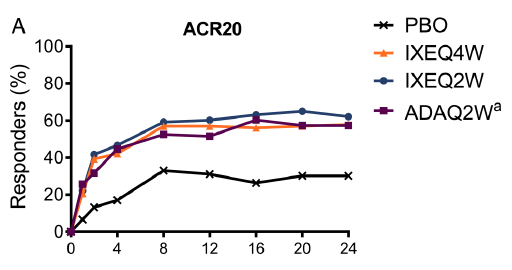 A
ACR20
PBO
IXEQ4W
IXEQ2W
ADAQ2Wa
Responders (%)
100
80
60
40
20
0
0 4 8 12 16 20 24